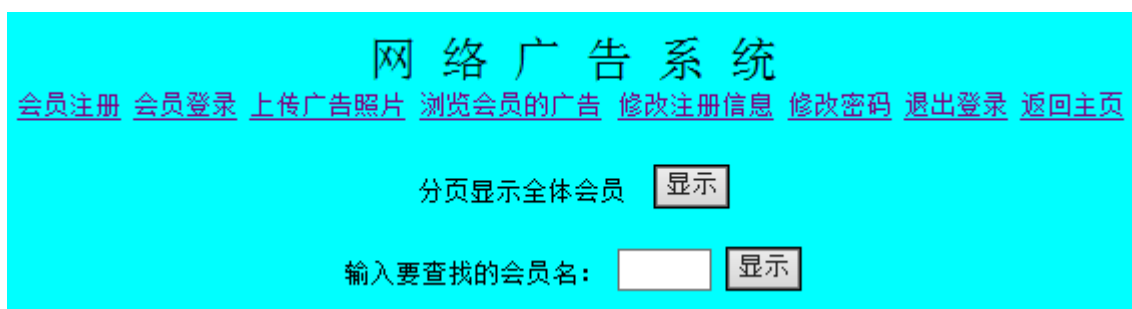 网 络 广 告 系 统
会员注册 会员登录 上传广告照片 浏览会员的广告 修改注册信息 修改密码 退出登录 返回主页
分页显示全体会员 显示
输入要查找的会员名： 显示